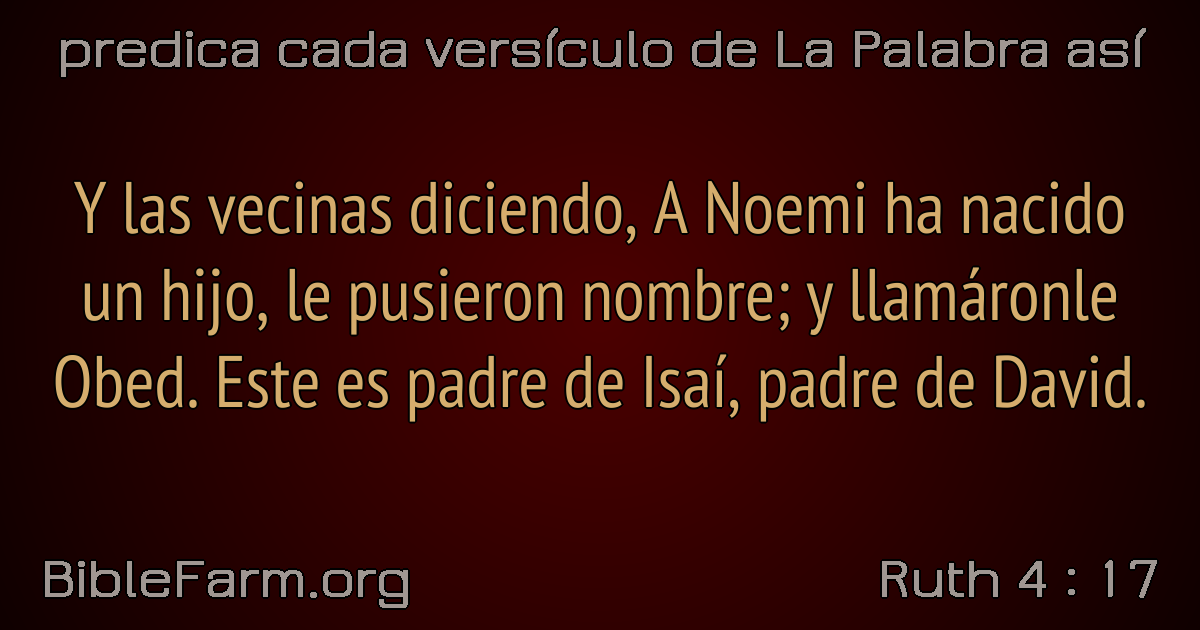 predica cada versículo de La Palabra así
Y las vecinas diciendo, A Noemi ha nacido
un hijo, le pusieron nombre; y llamáronle
Obed. Este es padre de Isaí, padre de David.
BibleFarm.org
Ruth 4 : 17